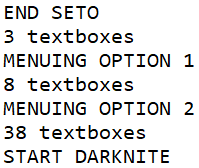 END SETO
3 textboxes
MENUING OPTION 1
8 textboxes
MENUING OPTION 2
38 textboxes
START DARKNITE